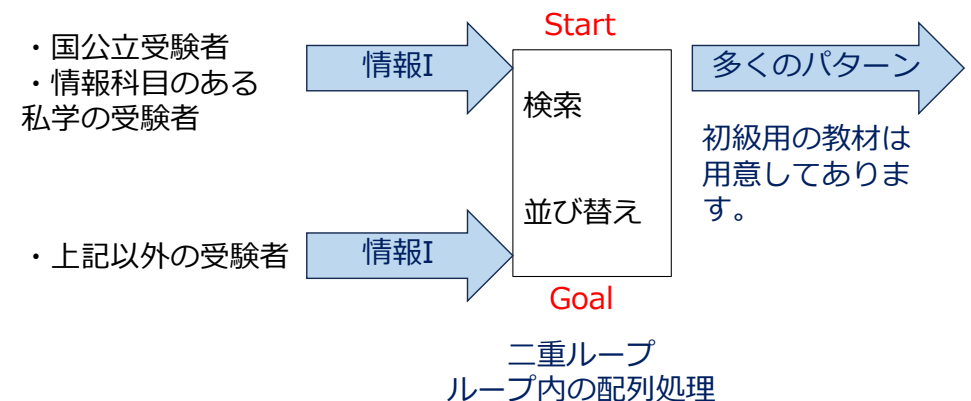 ・国公立受験者
・情報科目のある
私学の受験者
情報I
Start
検索
並び替え
多くのパターン
初級用の教材は
用意してありま
す。
・上記以外の受験者
情報I
Goal
二重ループ
ループ内の配列処理